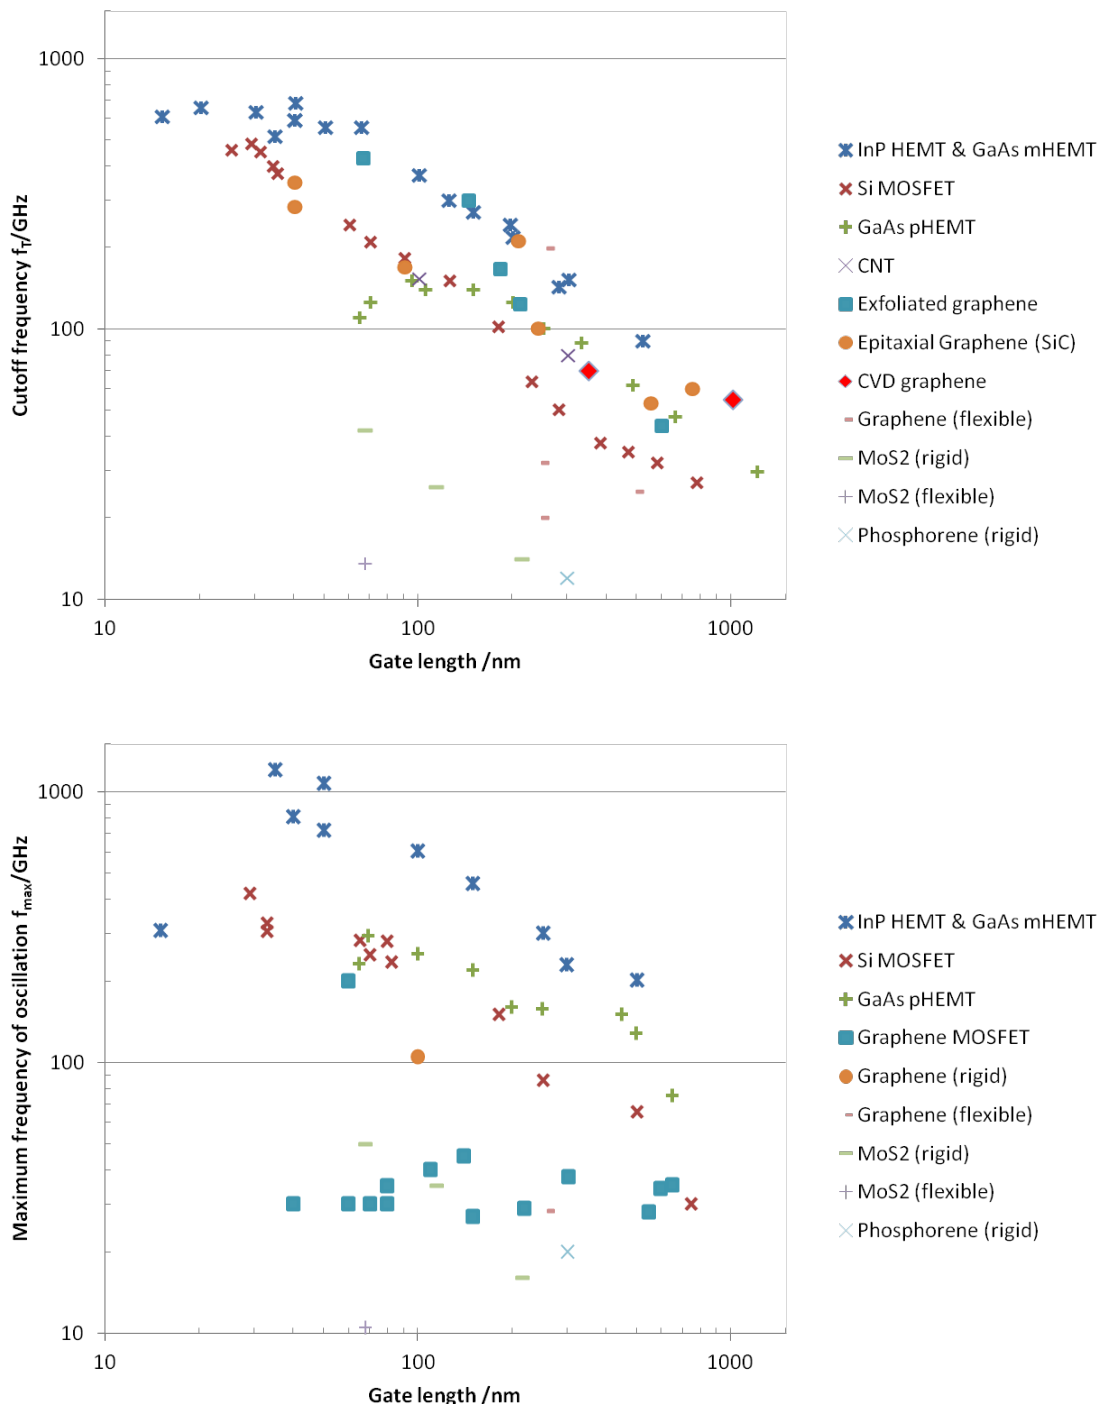 Cutoff frequency fT/GHz
1000
100
10
10
100
1000
Gate length /nm
InP HEMT & GaAs mHEMT
Si MOSFET
GaAs pHEMT
CNT
Exfoliated graphene
Epitaxial Graphene (SiC)
CVD graphene
Graphene (flexible)
MoS2 (rigid)
MoS2 (flexible)
Phosphorene (rigid)
Maximum frequency of oscillation fmax/GHz
1000
100
10
10
100
1000
Gate length /nm
InP HEMT & GaAs mHEMT
Si MOSFET
GaAs pHEMT
Graphene MOSFET
Graphene (rigid)
Graphene (flexible)
MoS2 (rigid)
MoS2 (flexible)
Phosphorene (rigid)